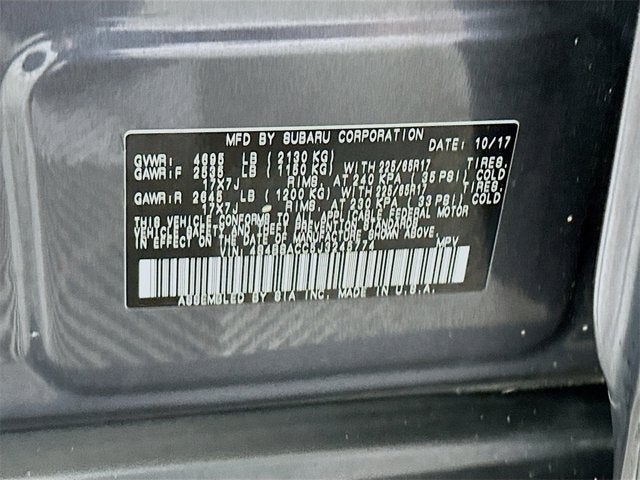 MFD BY SUBARU CORPORATION DATE: 10/17
GVWR: 4695 LB (2130 KG)
GAWR:F 2535 LB (1150 KG) WITH 225/65R17 TIRES,
17X7J RIMS, AT 240 KPA (35 PSI) COLD
GAWR:R 2645 LB (1200 KG) WITH 225/65R17 TIRES,
17X7J RIMS, AT 230 KPA (33 PSI) COLD
THIS VEHICLE CONFORMS TO ALL APPLICABLE FEDERAL MOTOR
VEHICLE SAFETY AND THEFT PREVENTION STANDARDS
IN EFFECT ON THE DATE OF MANUFACTURE SHOWN ABOVE.
VIN: MPV
ASSEMBLED BY SIA INC. MADE IN U.S.A.